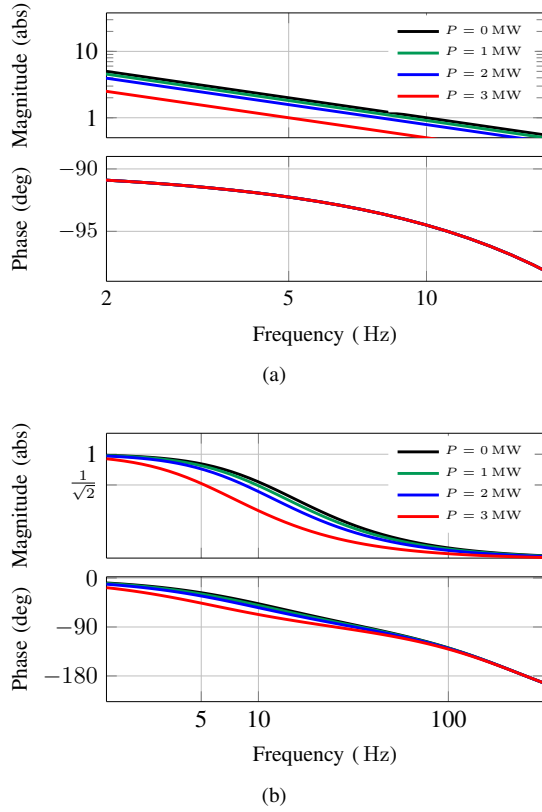 Magnitude (abs)
10
1
P = 0 MW
P = 1 MW
P = 2 MW
P = 3 MW
Phase (deg)
−90
−95
2
5
10
Frequency ( Hz)
(a)
Magnitude (abs)
1
1/√2
P = 0 MW
P = 1 MW
P = 2 MW
P = 3 MW
Phase (deg)
0
−90
−180
5
10
100
Frequency ( Hz)
(b)